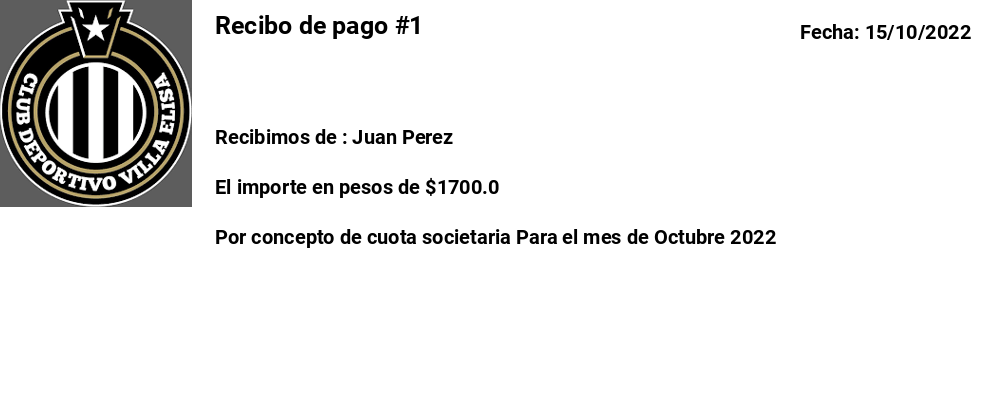 Recibo de pago #1
Fecha: 15/10/2022
CLUB DEPORTIVO VILLA ELISA
Recibimos de : Juan Perez
El importe en pesos de $1700.0
Por concepto de cuota societaria Para el mes de Octubre 2022